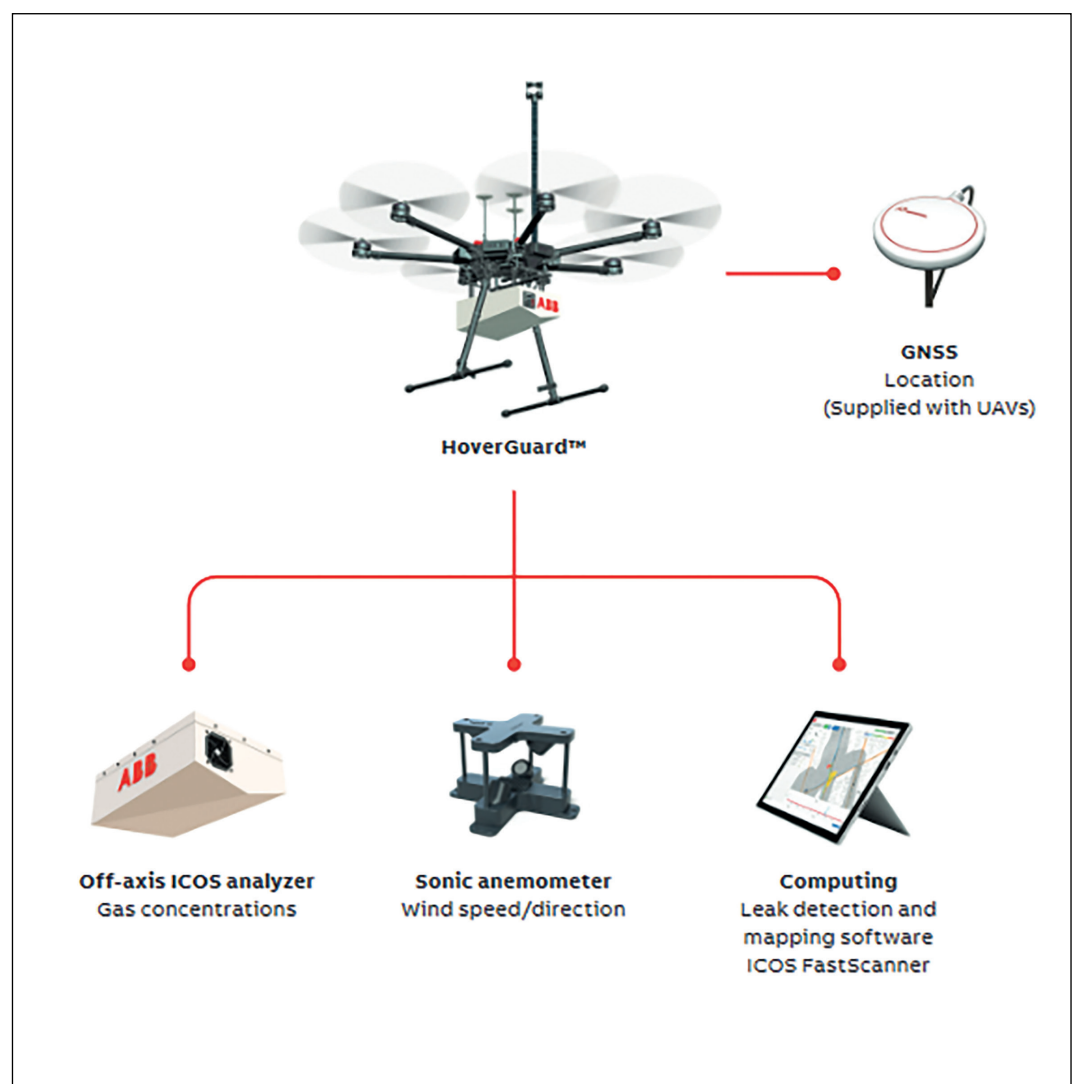 ABB
GNSS
Location
(Supplied with UAVs)
HoverGuard™
ABB
Off-axis ICOS analyzer
Gas concentrations
Sonic anemometer
Wind speed/direction
Computing
Leak detection and
mapping software
ICOS FastScanner